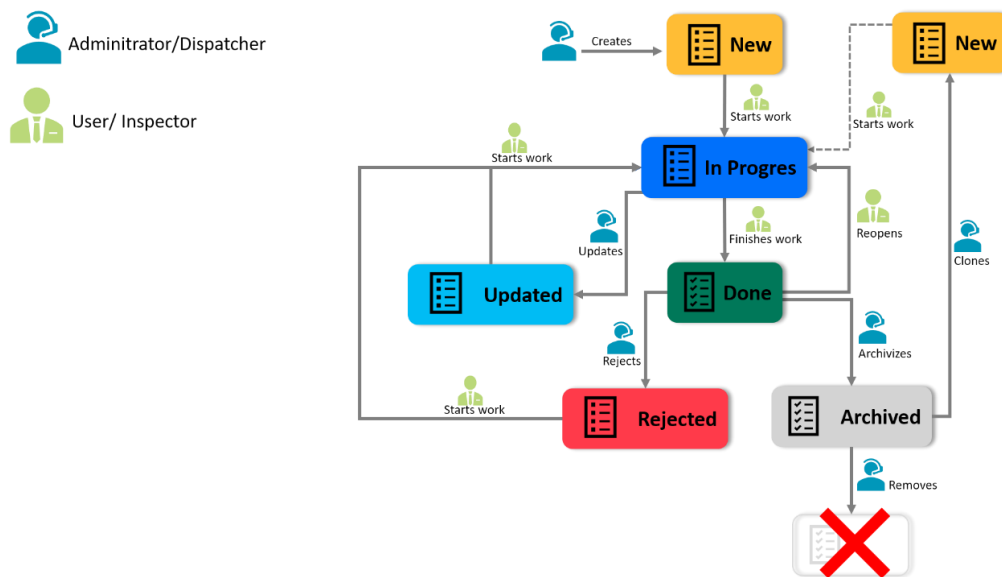 Adminitrator/Dispatcher
User/ Inspector
Creates
New
New
Starts work
Starts work
Starts work
In Progres
Updates
Finishes work
Reopens
Clones
Updated
Done
Rejects
Archivizes
Starts work
Rejected
Archived
Removes